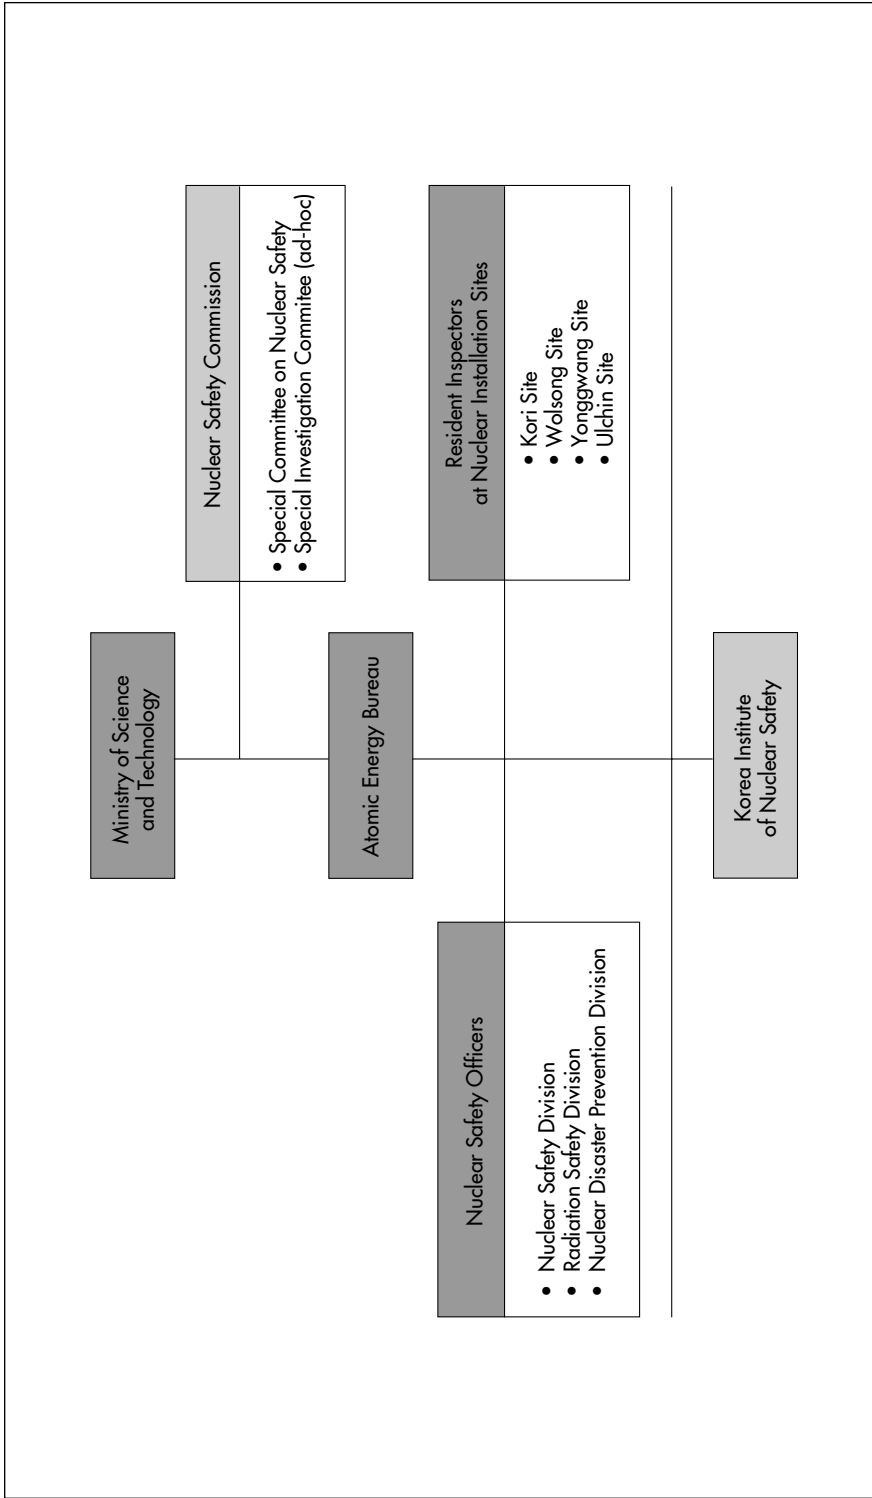 Ministry of Science
and Technology
Nuclear Safety Commission
• Special Committee on Nuclear Safety
• Special Investigation Commitee (ad-hoc)
Atomic Energy Bureau
Nuclear Safety Officers
• Nuclear Safety Division
• Radiation Safety Division
• Nuclear Disaster Prevention Division
Resident Inspectors
at Nuclear Installation Sites
• Kori Site
• Wolsong Site
• Yonggwang Site
• Ulchin Site
Korea Institute
of Nuclear Safety